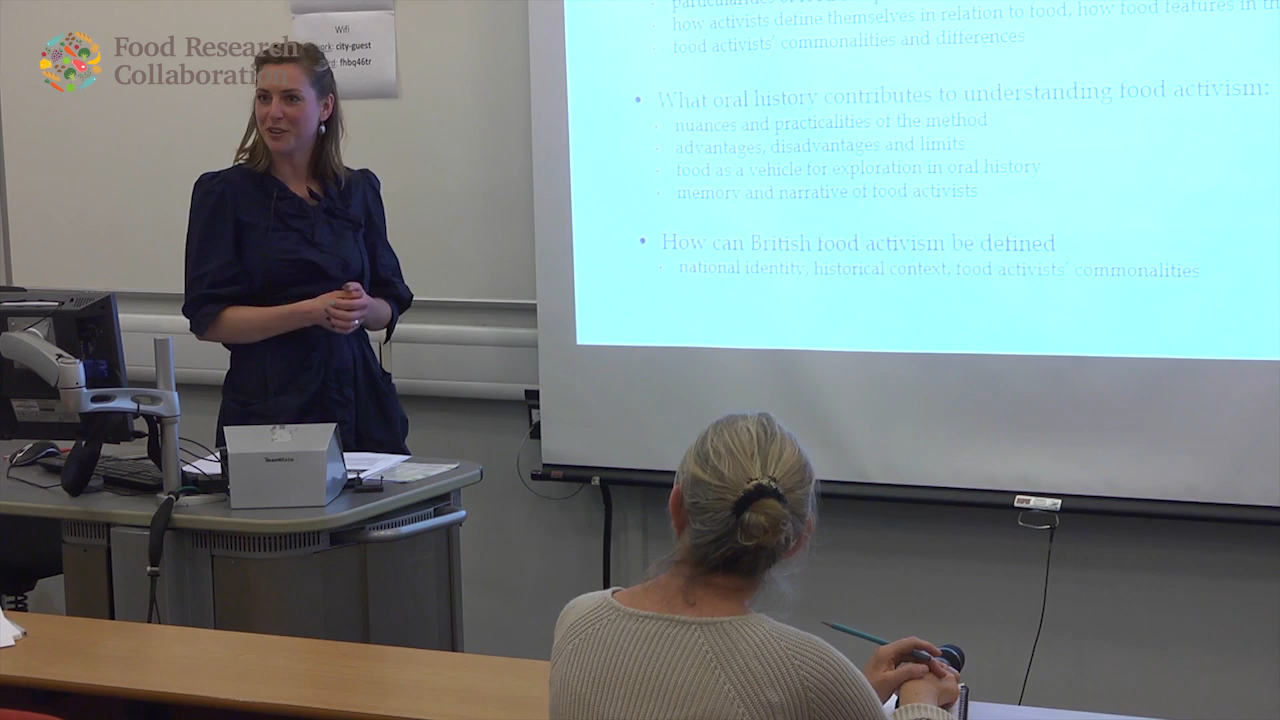 Food Research
Collaboration
Wifi
city-guest
fhbq46tr
how activists define themselves in relation to food, how food features in
food activists' commonalities and differences
• What oral history contributes to understanding food activism:
nuances and practicalities of the method
advantages, disadvantages and limits
food as a vehicle for exploration in oral history
memory and narrative of food activists
• How can British food activism be defined
national identity, historical context, food activists' commonalities